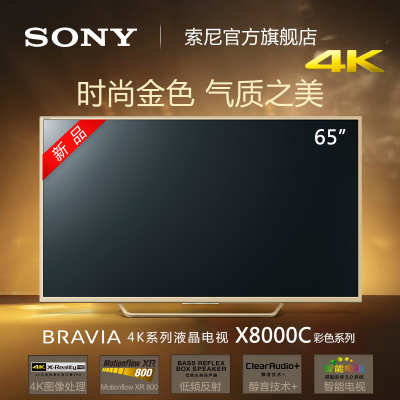 SONY 索尼官方旗舰店
4K
时尚金色 气质之美
新品
65"
BRAVIA 4K系列液晶电视 X8000C 彩色系列
4K X-Reality PRO
Motionflow XR 800
BASS REFLEX BOX SPEAKER
ClearAudio+
智能电视
4K图像处理
Motionflow XR 800
低频反射
醇音技术+
智能电视